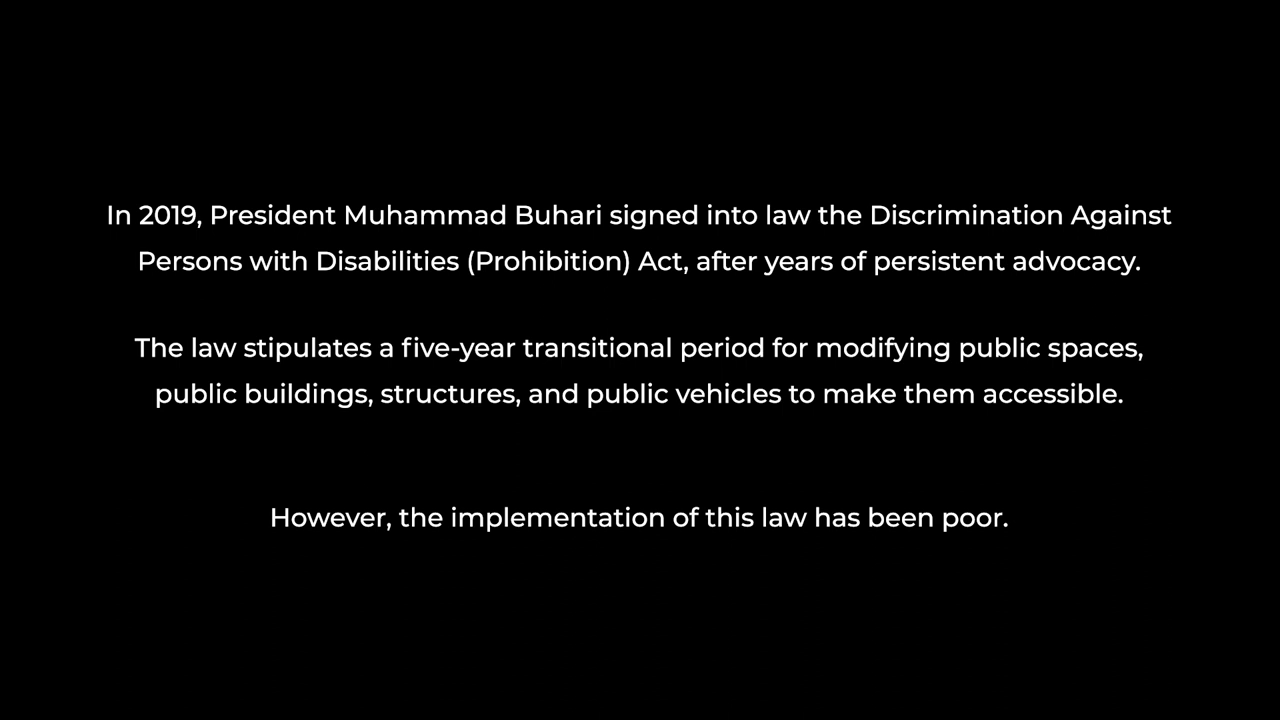 In 2019, President Muhammad Buhari signed into law the Discrimination Against
Persons with Disabilities (Prohibition) Act, after years of persistent advocacy.
The law stipulates a five-year transitional period for modifying public spaces,
public buildings, structures, and public vehicles to make them accessible.
However, the implementation of this law has been poor.